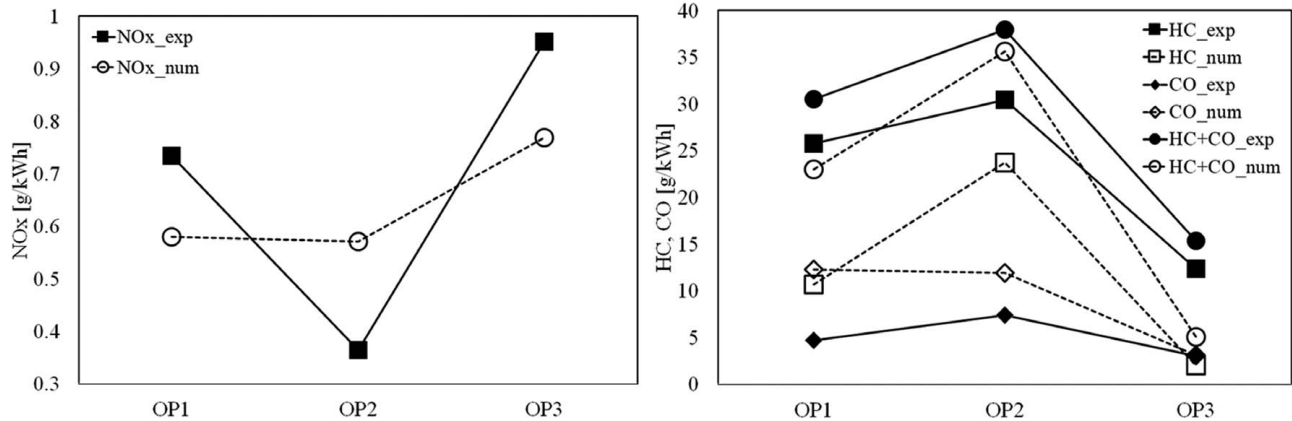 NOx [g/kWh]
1
0.9
0.8
0.7
0.6
0.5
0.4
0.3
NOx_exp
NOx_num
OP1 OP2 OP3
HC, CO [g/kWh]
40
35
30
25
20
15
10
5
0
HC_exp
HC_num
CO_exp
CO_num
HC+CO_exp
HC+CO_num
OP1 OP2 OP3